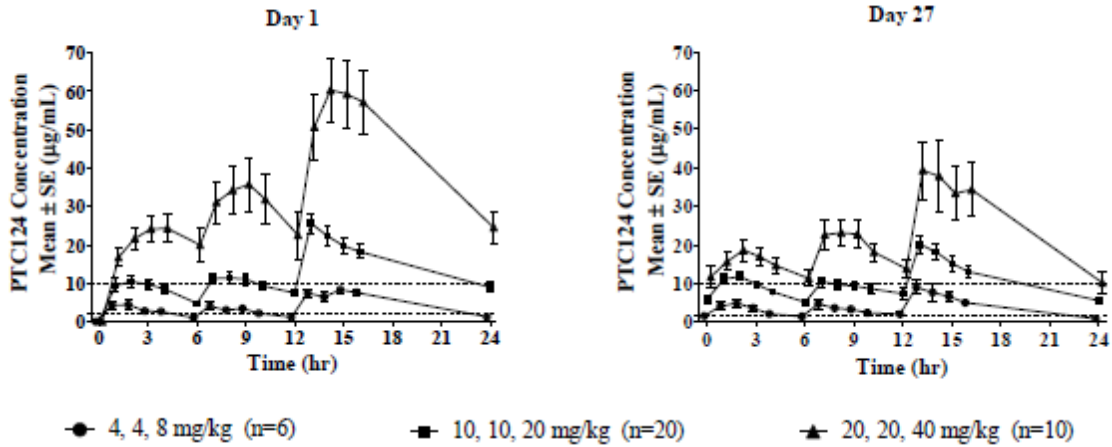 Day 1
PTC124 Concentration
Mean ± SE (µg/mL)
70
60
50
40
30
20
10
0
0 3 6 9 12 15 18 21 24
Time (hr)
Day 27
PTC124 Concentration
Mean ± SE (µg/mL)
70
60
50
40
30
20
10
0
0 3 6 9 12 15 18 21 24
Time (hr)
4, 4, 8 mg/kg (n=6) 10, 10, 20 mg/kg (n=20) 20, 20, 40 mg/kg (n=10)